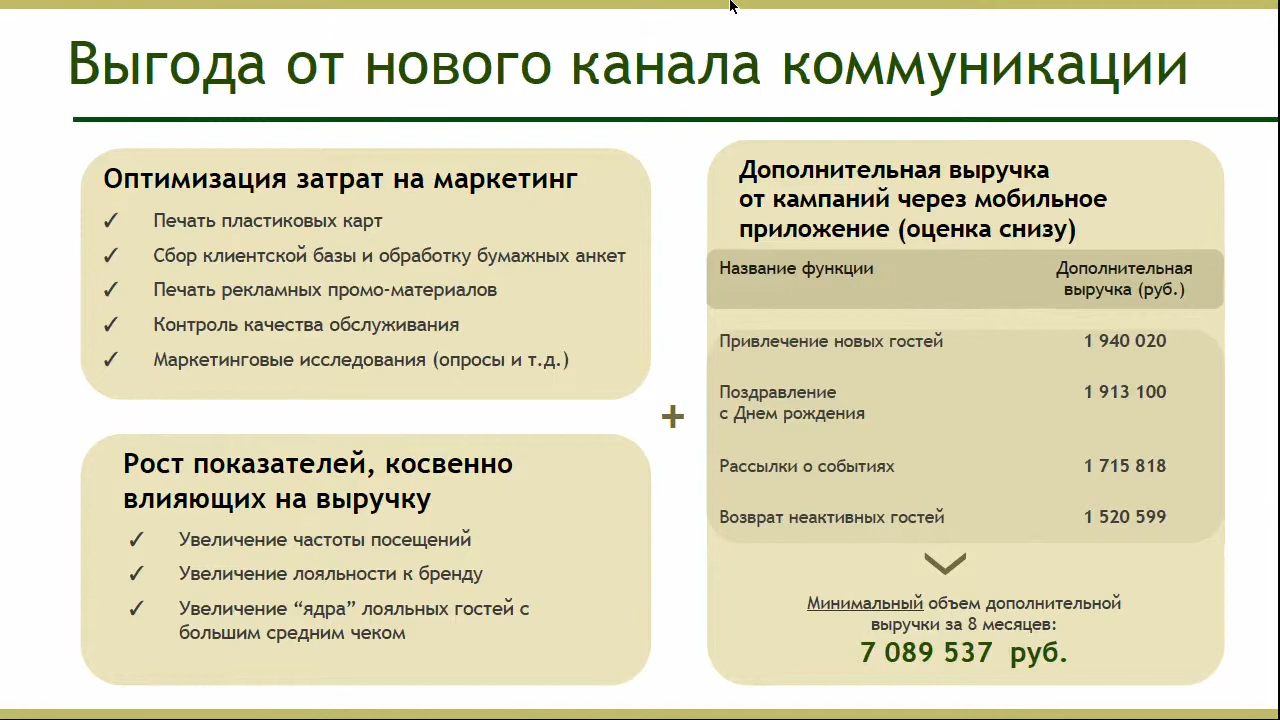 Выгода от нового канала коммуникации
Оптимизация затрат на маркетинг
✓ Печать пластиковых карт
✓ Сбор клиентской базы и обработку бумажных анкет
✓ Печать рекламных промо-материалов
✓ Контроль качества обслуживания
✓ Маркетинговые исследования (опросы и т.д.)
Рост показателей, косвенно
влияющих на выручку
✓ Увеличение частоты посещений
✓ Увеличение лояльности к бренду
✓ Увеличение “ядра” лояльных гостей с
большим средним чеком
+
Дополнительная выручка
от кампаний через мобильное
приложение (оценка снизу)
Название функции Дополнительная
выручка (руб.)
Привлечение новых гостей 1 940 020
Поздравление 1 913 100
с Днем рождения
Рассылки о событиях 1 715 818
Возврат неактивных гостей 1 520 599
Минимальный объем дополнительной
выручки за 8 месяцев:
7 089 537 руб.